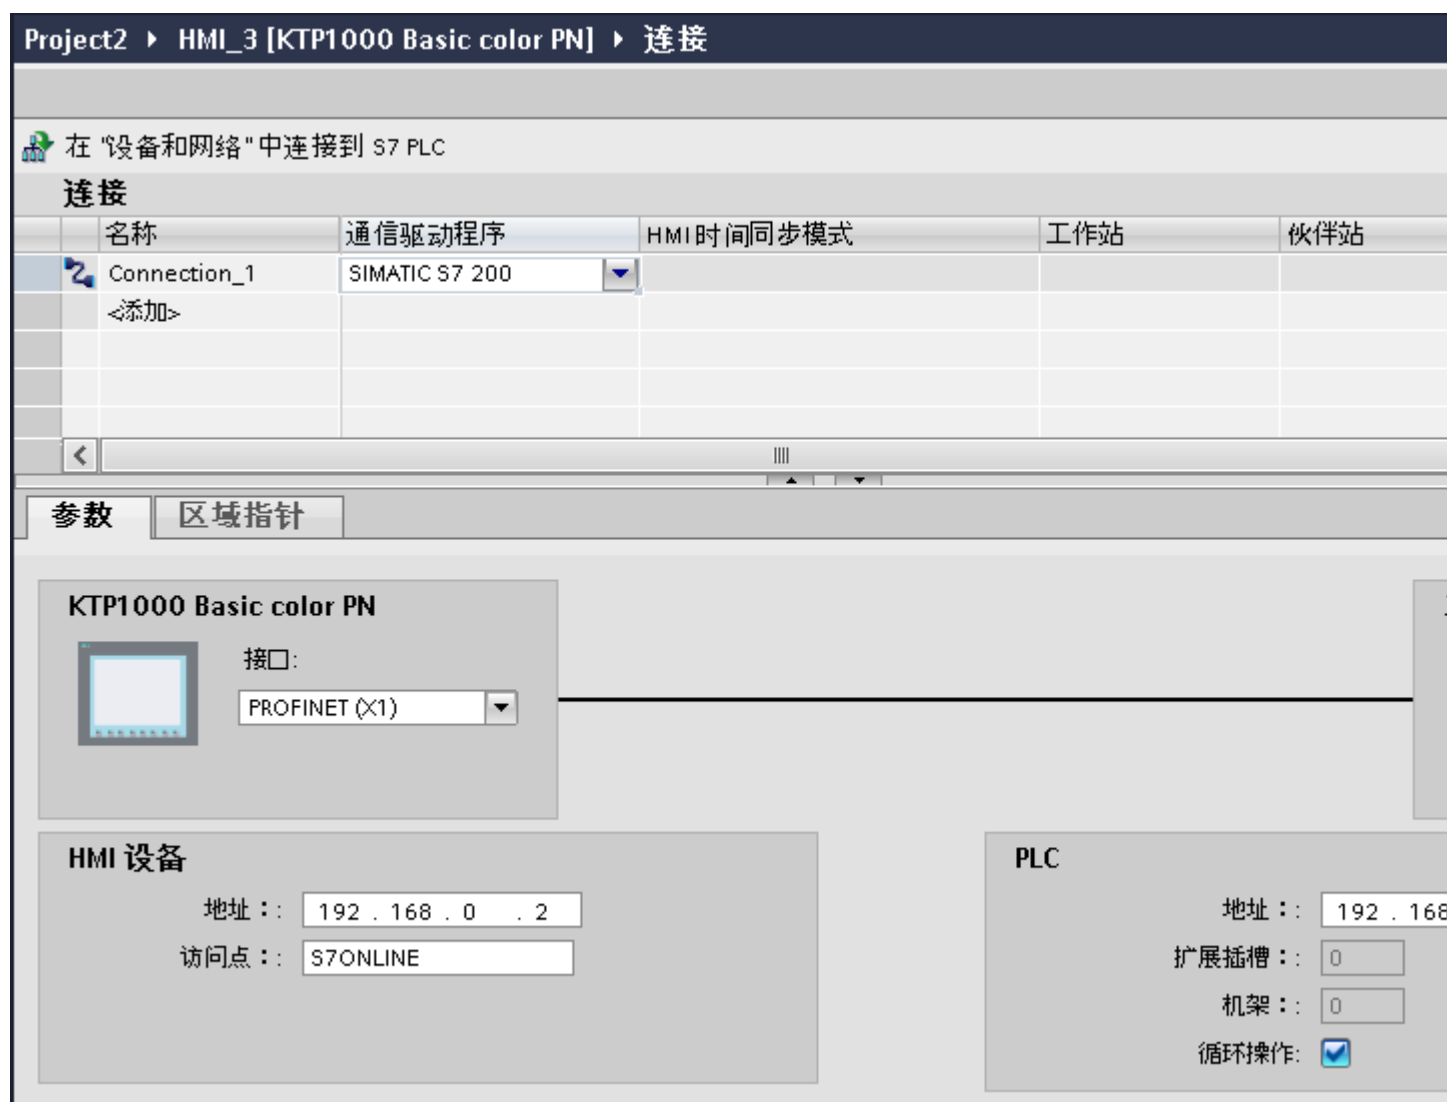 Project2 ▸ HMI_3 [KTP1000 Basic color PN] ▸ 连接
在 "设备和网络" 中连接到 S7 PLC
连接
名称 通信驱动程序 HMI 时间同步模式 工作站 伙伴站
Connection_1 SIMATIC S7 200
<添加>
参数 区域指针
KTP1000 Basic color PN
接口:
PROFINET (X1)
HMI 设备 PLC
地址：: 192 . 168 . 0 . 2 地址：: 192 . 168
访问点：: S7ONLINE 扩展插槽：: 0
机架：: 0
循环操作: